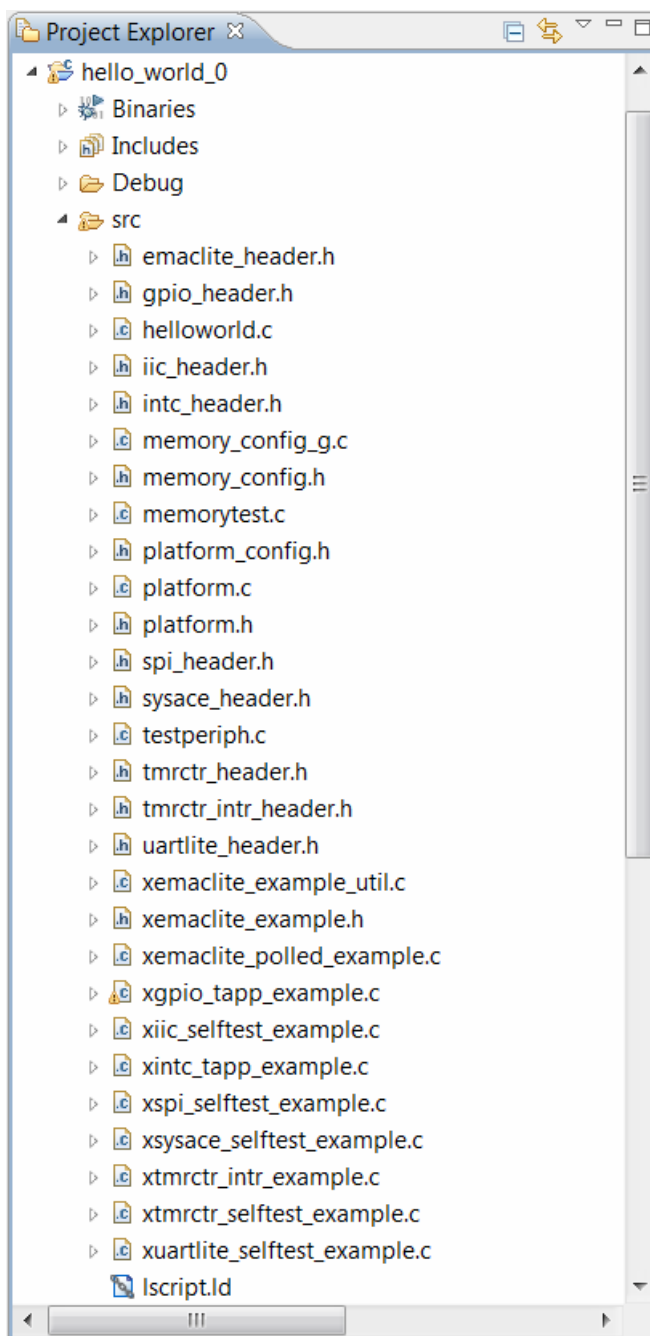 Project Explorer
hello_world_0
Binaries
Includes
Debug
src
emaclite_header.h
gpio_header.h
helloworld.c
iic_header.h
intc_header.h
memory_config_g.c
memory_config.h
memorytest.c
platform_config.h
platform.c
platform.h
spi_header.h
sysace_header.h
testperiph.c
tmrctr_header.h
tmrctr_intr_header.h
uartlite_header.h
xemaclite_example_util.c
xemaclite_example.h
xemaclite_polled_example.c
xgpio_tapp_example.c
xiic_selftest_example.c
xintc_tapp_example.c
xspi_selftest_example.c
xsysace_selftest_example.c
xtmrctr_intr_example.c
xtmrctr_selftest_example.c
xuartlite_selftest_example.c
lscript.ld